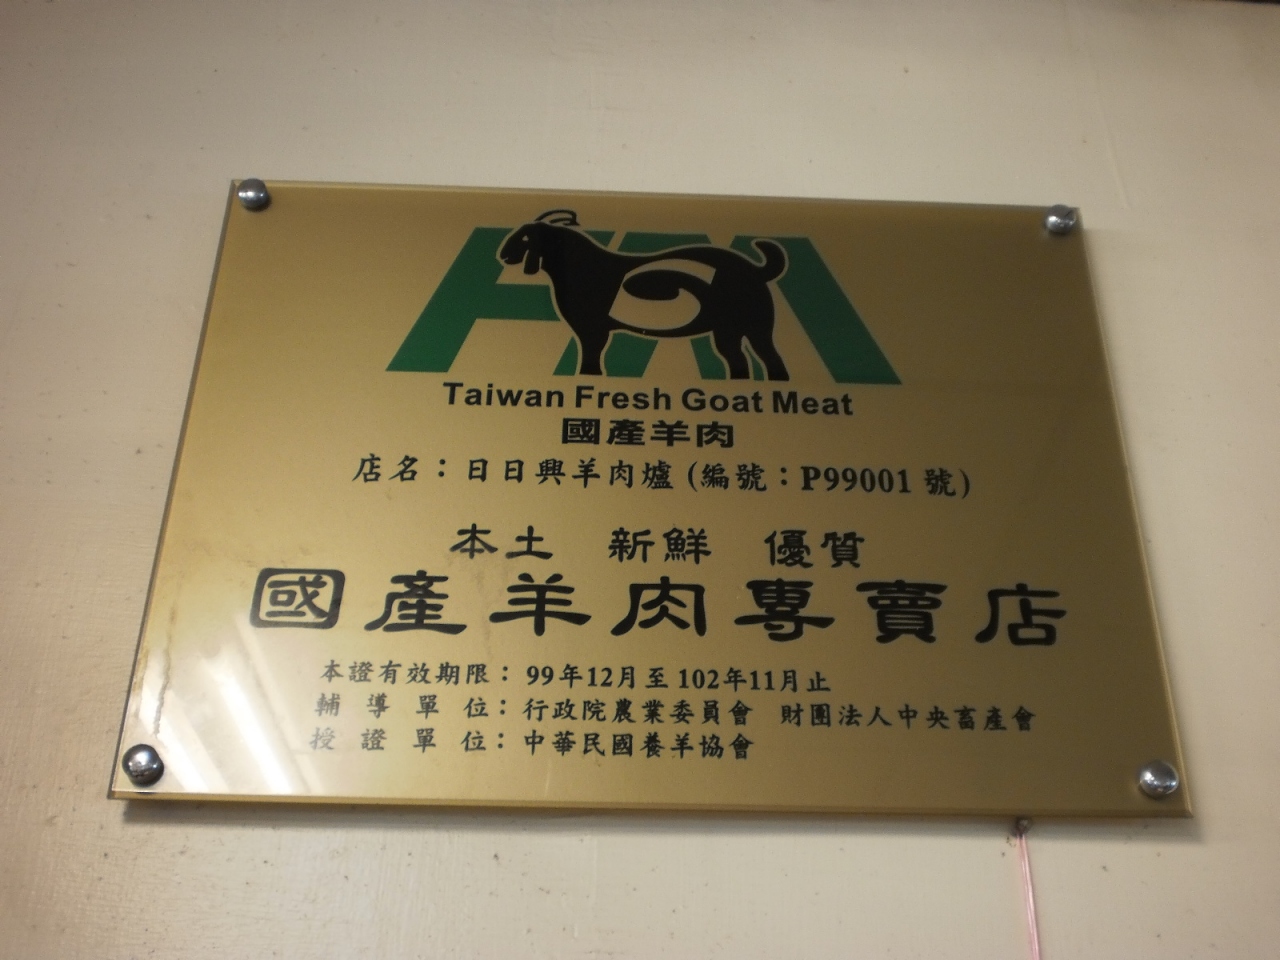 Taiwan Fresh Goat Meat
國產羊肉
店名：日日興羊肉爐 (編號：P99001 號)
本土 新鮮 優質
國產羊肉專賣店
本證有效期限： 99年12月至102年11月止
輔導單位：行政院農業委員會 財團法人中央畜產會
授證單位：中華民國養羊協會